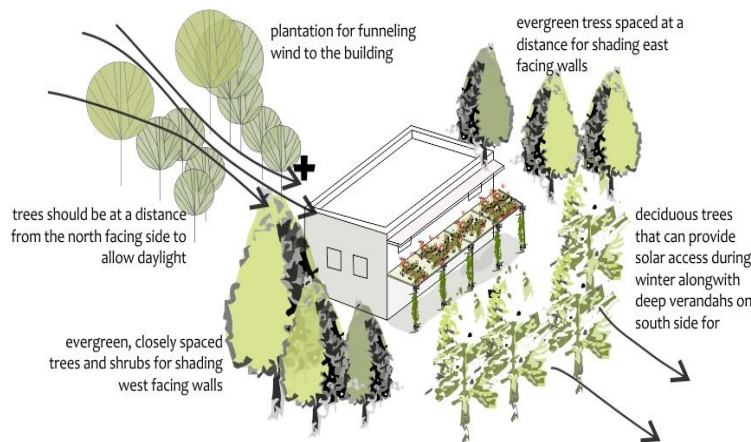 plantation for funneling
wind to the building
evergreen tress spaced at a
distance for shading east
facing walls
trees should be at a distance
from the north facing side to
allow daylight
deciduous trees
that can provide
solar access during
winter alongwith
deep verandahs on
south side for
evergreen, closely spaced
trees and shrubs for shading
west facing walls